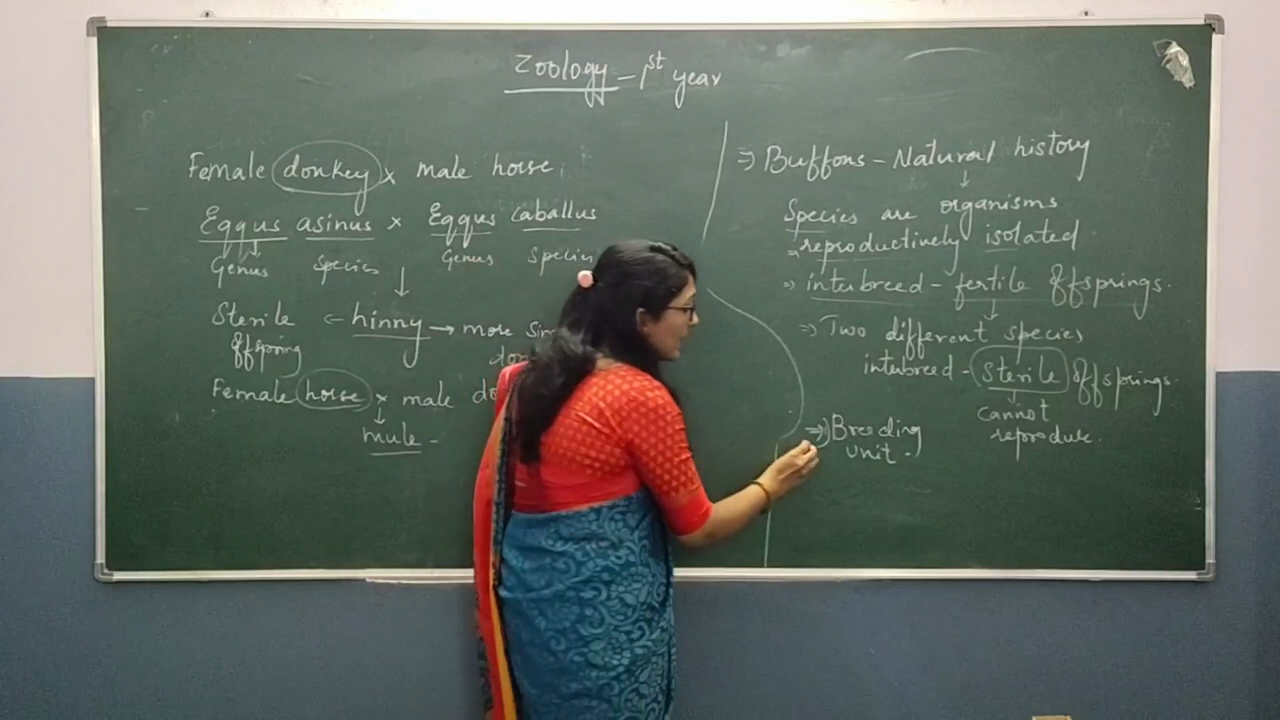 Zoology - 1st year
Female donkey x male horse
Eqqus asinus x Eqqus caballus
Genus Species Genus Species
↓
Sterile ← hinny → more
offspring
Female horse x male
↓
mule -
⇒ Buffons - Natural history
↓
Species are organisms
→ reproductively isolated
⇒ interbreed - fertile offsprings.
↓
⇒ Two different species
interbreed - sterile offsprings.
↓
cannot
reproduce.
⇒ Breeding
unit -